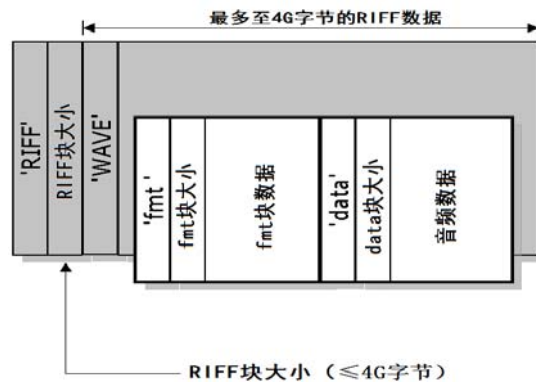 最多至4G字节的RIFF数据
'RIFF'
RIFF块大小
'WAVE'
'fmt '
fmt块大小
fmt块数据
'data'
data块大小
音频数据
RIFF块大小（≤4G字节）